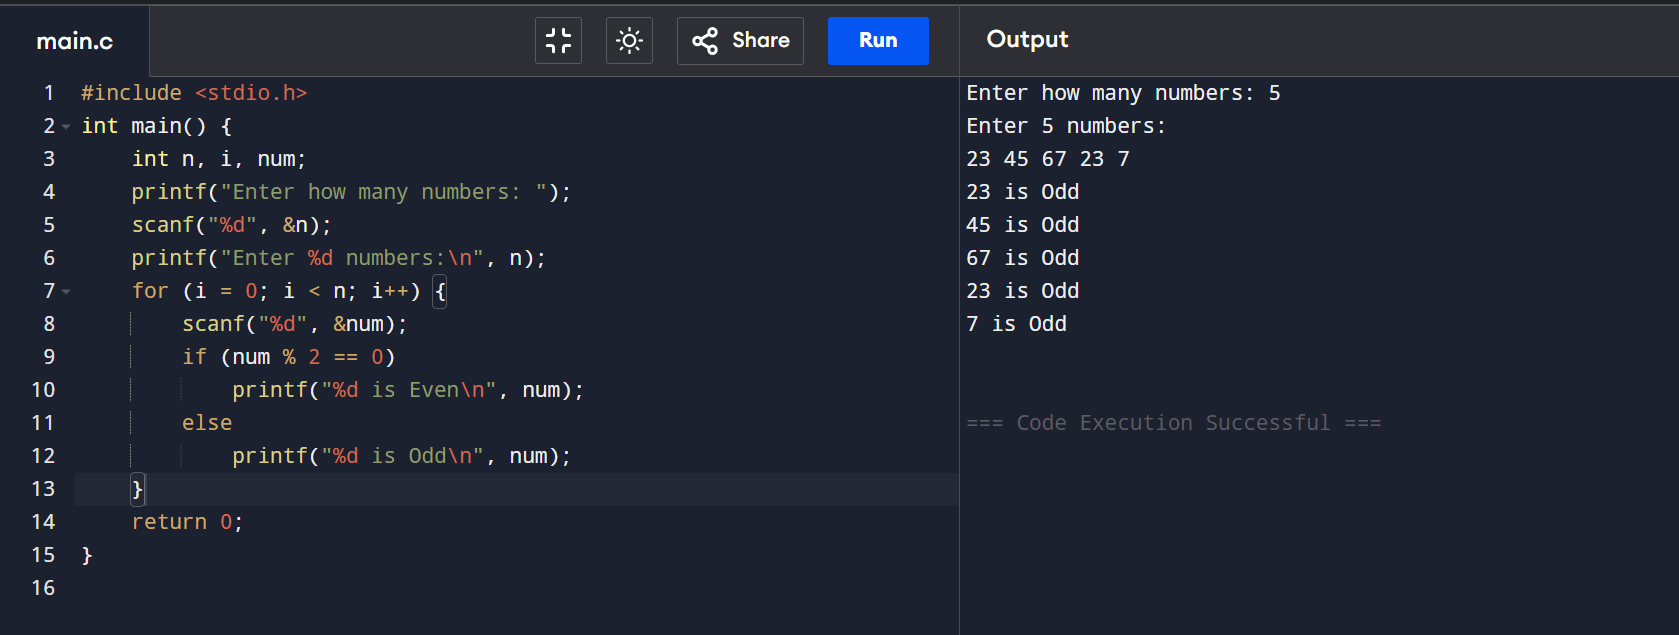 main.c
Share
Run
Output
1 #include <stdio.h>
2 int main() {
3     int n, i, num;
4     printf("Enter how many numbers: ");
5     scanf("%d", &n);
6     printf("Enter %d numbers:\n", n);
7     for (i = 0; i < n; i++) {
8         scanf("%d", &num);
9         if (num % 2 == 0)
10             printf("%d is Even\n", num);
11         else
12             printf("%d is Odd\n", num);
13     }
14     return 0;
15 }
16
Enter how many numbers: 5
Enter 5 numbers:
23 45 67 23 7
23 is Odd
45 is Odd
67 is Odd
23 is Odd
7 is Odd
=== Code Execution Successful ===